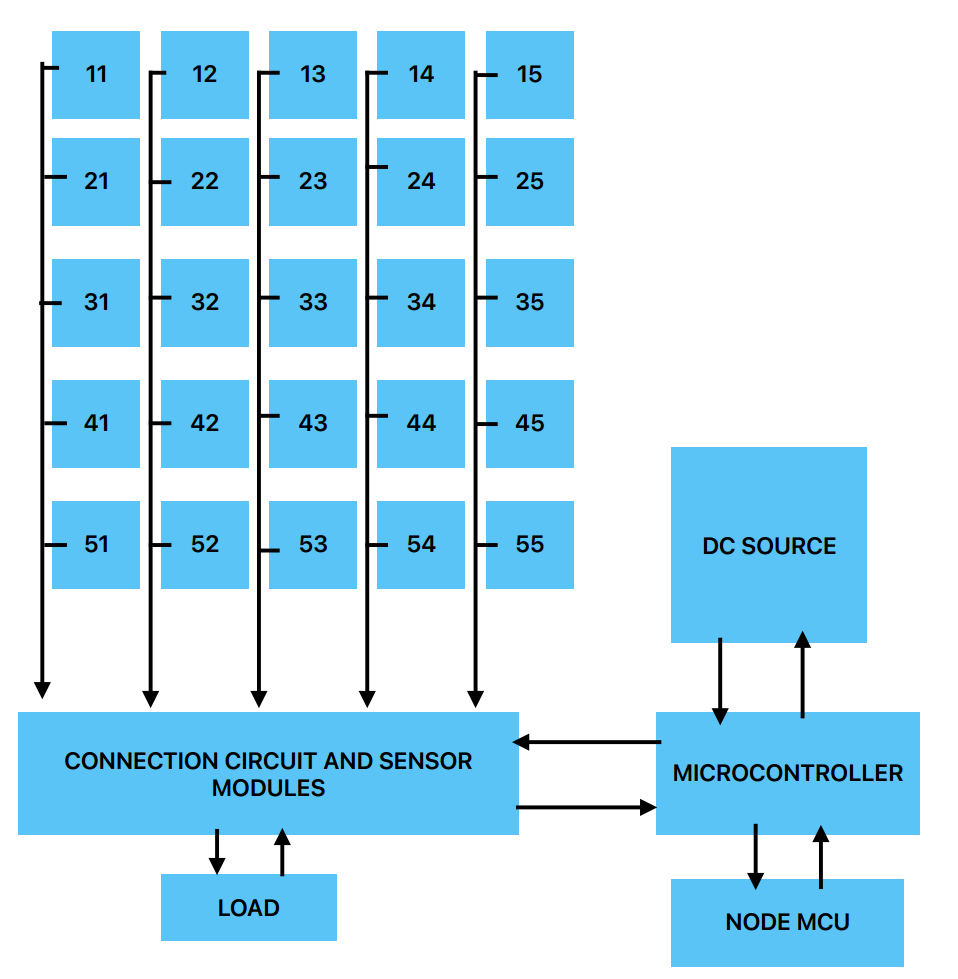 11 12 13 14 15
21 22 23 24 25
31 32 33 34 35
41 42 43 44 45
51 52 53 54 55
DC SOURCE
CONNECTION CIRCUIT AND SENSOR
MODULES
MICROCONTROLLER
LOAD
NODE MCU